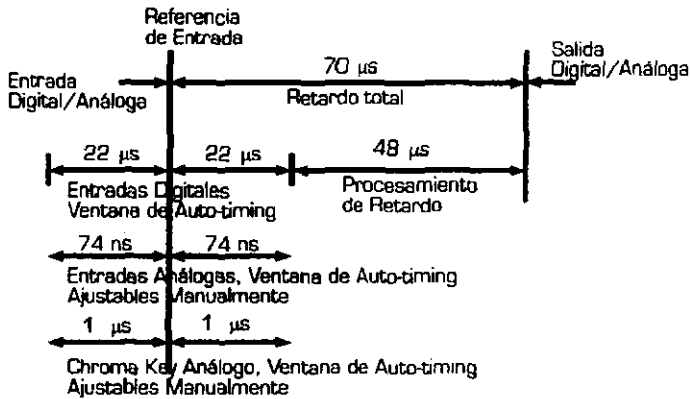 Referencia
de Entrada
70 µs
Salida
Digital/Análoga
Entrada
Digital/Análoga
Retardo total
22 µs
22 µs
48 µs
Entradas Digitales
Ventana de Auto-timing
Procesamiento
de Retardo
74 ns
74 ns
Entradas Análogas, Ventana de Auto-timing
Ajustables Manualmente
1 µs
1 µs
Chroma Key Análogo, Ventana de Auto-timing
Ajustables Manualmente